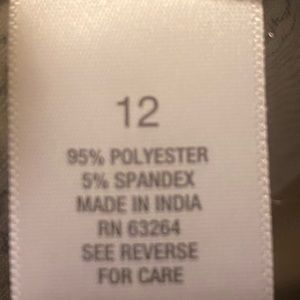 12
95% POLYESTER
5% SPANDEX
MADE IN INDIA
RN 63264
SEE REVERSE
FOR CARE